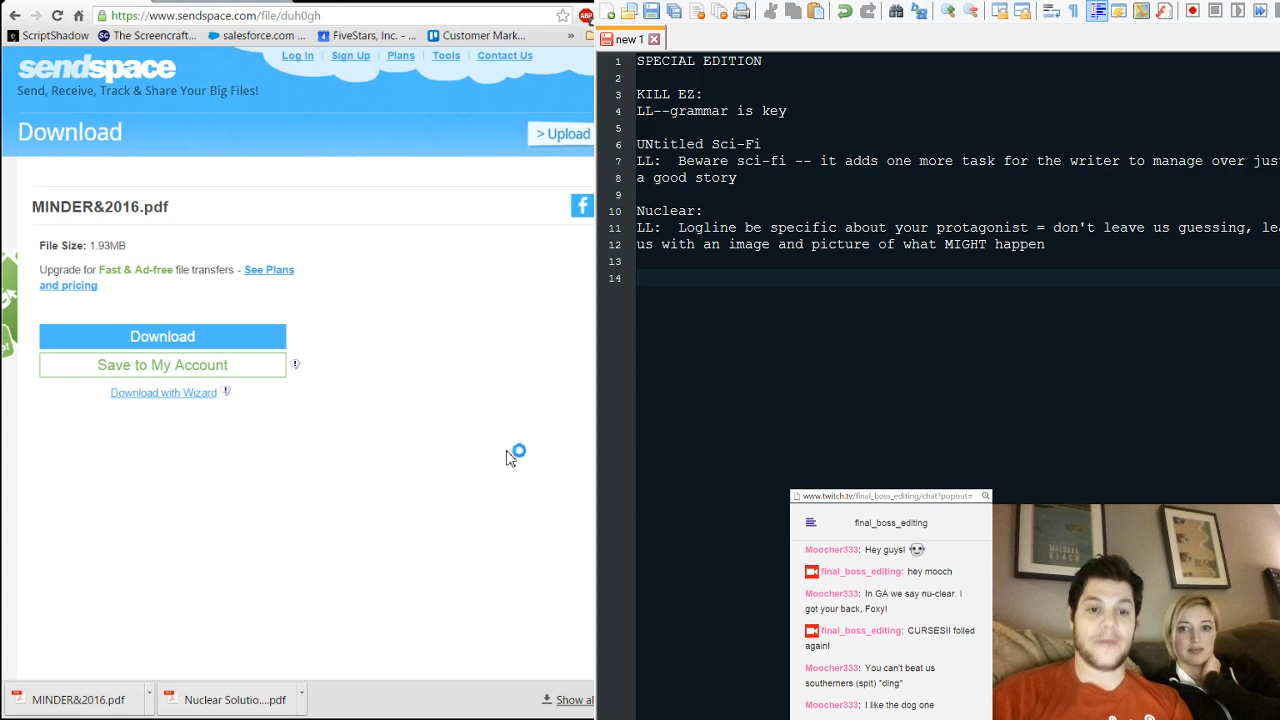 https://www.sendspace.com/file/duh0gh
ABP
ScriptShadow
The Screencraft...
salesforce.com ...
FiveStars, Inc. - ...
Customer Mark...
»
sendspace
Log In
Sign Up
Plans
Tools
Contact Us
Send, Receive, Track & Share Your Big Files!
Download
> Upload
MINDER&2016.pdf
File Size: 1.93MB
Upgrade for Fast & Ad-free file transfers - See Plans
and pricing
Download
Save to My Account
Download with Wizard
MINDER&2016.pdf
Nuclear Solutio....pdf
Show al
new 1
1 SPECIAL EDITION
2
3 KILL EZ:
4 LL--grammar is key
5
6 UNtitled Sci-Fi
7 LL: Beware sci-fi -- it adds one more task for the writer to manage over jus
8 a good story
9
10 Nuclear:
11 LL: Logline be specific about your protagonist = don't leave us guessing, le
12 us with an image and picture of what MIGHT happen
13
14
www.twitch.tv/final_boss_editing/chat?popout=
final_boss_editing
Moocher333: Hey guys!
final_boss_editing: hey mooch
Moocher333: In GA we say nu-clear. I
got your back, Foxy!
final_boss_editing: CURSES!! foiled
again!
Moocher333: You can't beat us
southerners (spit) "ding"
Moocher333: I like the dog one